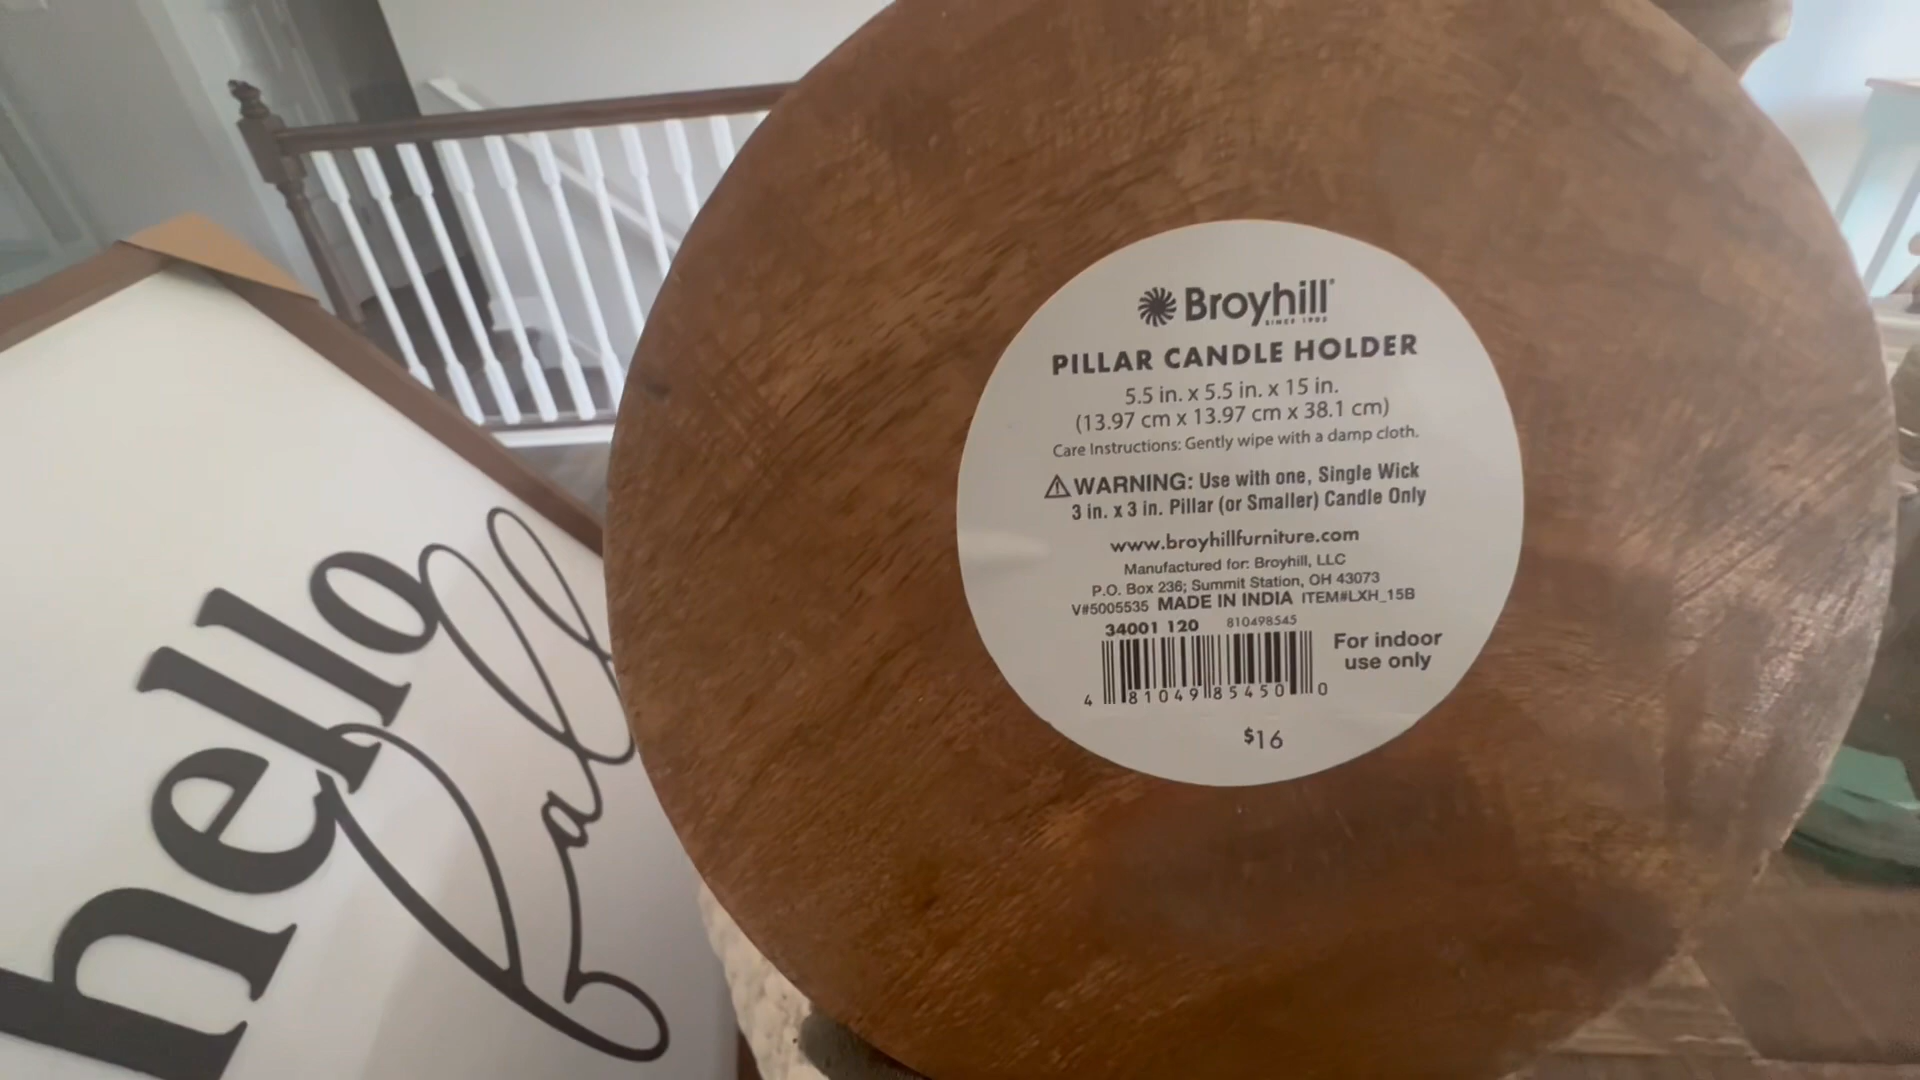 hello
fall
Broyhill®
SINCE 1905
PILLAR CANDLE HOLDER
5.5 in. x 5.5 in. x 15 in.
(13.97 cm x 13.97 cm x 38.1 cm)
Care Instructions: Gently wipe with a damp cloth.
⚠WARNING: Use with one, Single Wick
3 in. x 3 in. Pillar (or Smaller) Candle Only
www.broyhillfurniture.com
Manufactured for: Broyhill, LLC
P.O. Box 236; Summit Station, OH 43073
V#5005535 MADE IN INDIA ITEM#LXH_15B
34001 120 810498545
For indoor
use only
4 81049 85450 0
$16